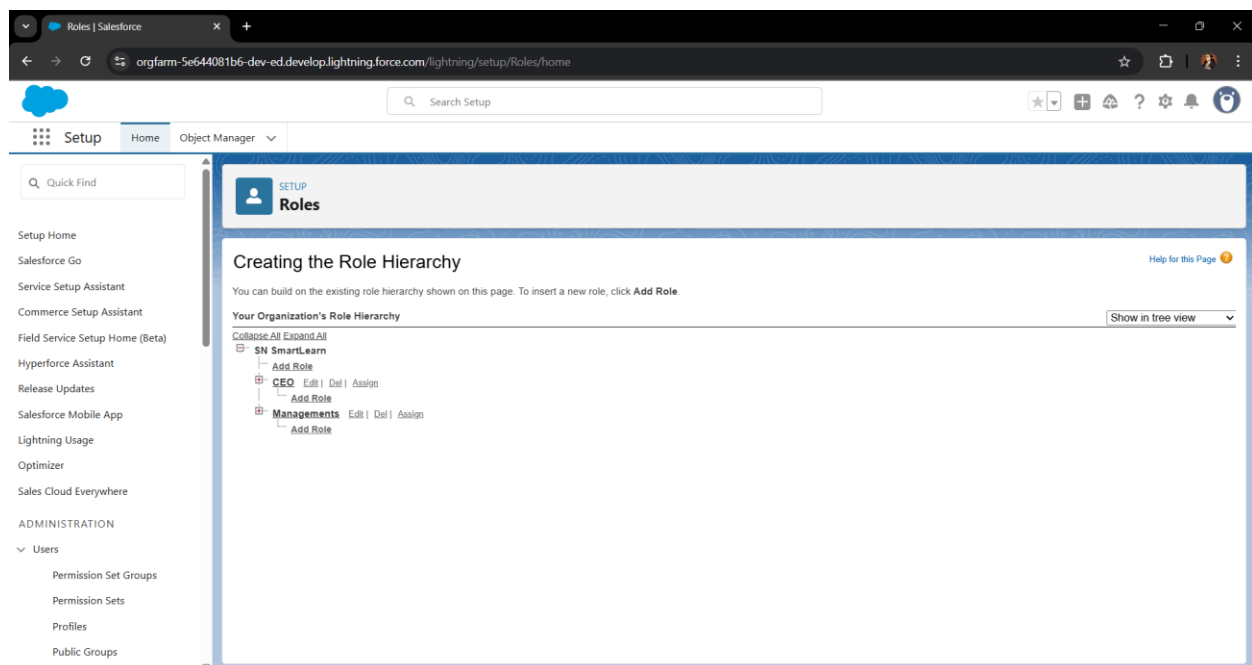 Roles | Salesforce
orgfarm-5e644081b6-dev-ed.develop.lightning.force.com/lightning/setup/Roles/home
Search Setup
Setup
Home
Object Manager
Quick Find
Setup Home
Salesforce Go
Service Setup Assistant
Commerce Setup Assistant
Field Service Setup Home (Beta)
Hyperforce Assistant
Release Updates
Salesforce Mobile App
Lightning Usage
Optimizer
Sales Cloud Everywhere
ADMINISTRATION
Users
Permission Set Groups
Permission Sets
Profiles
Public Groups
SETUP
Roles
Creating the Role Hierarchy
Help for this Page
You can build on the existing role hierarchy shown on this page. To insert a new role, click Add Role.
Your Organization's Role Hierarchy
Show in tree view
Collapse All Expand All
SN SmartLearn
Add Role
CEO Edit | Del | Assign
Add Role
Managements Edit | Del | Assign
Add Role